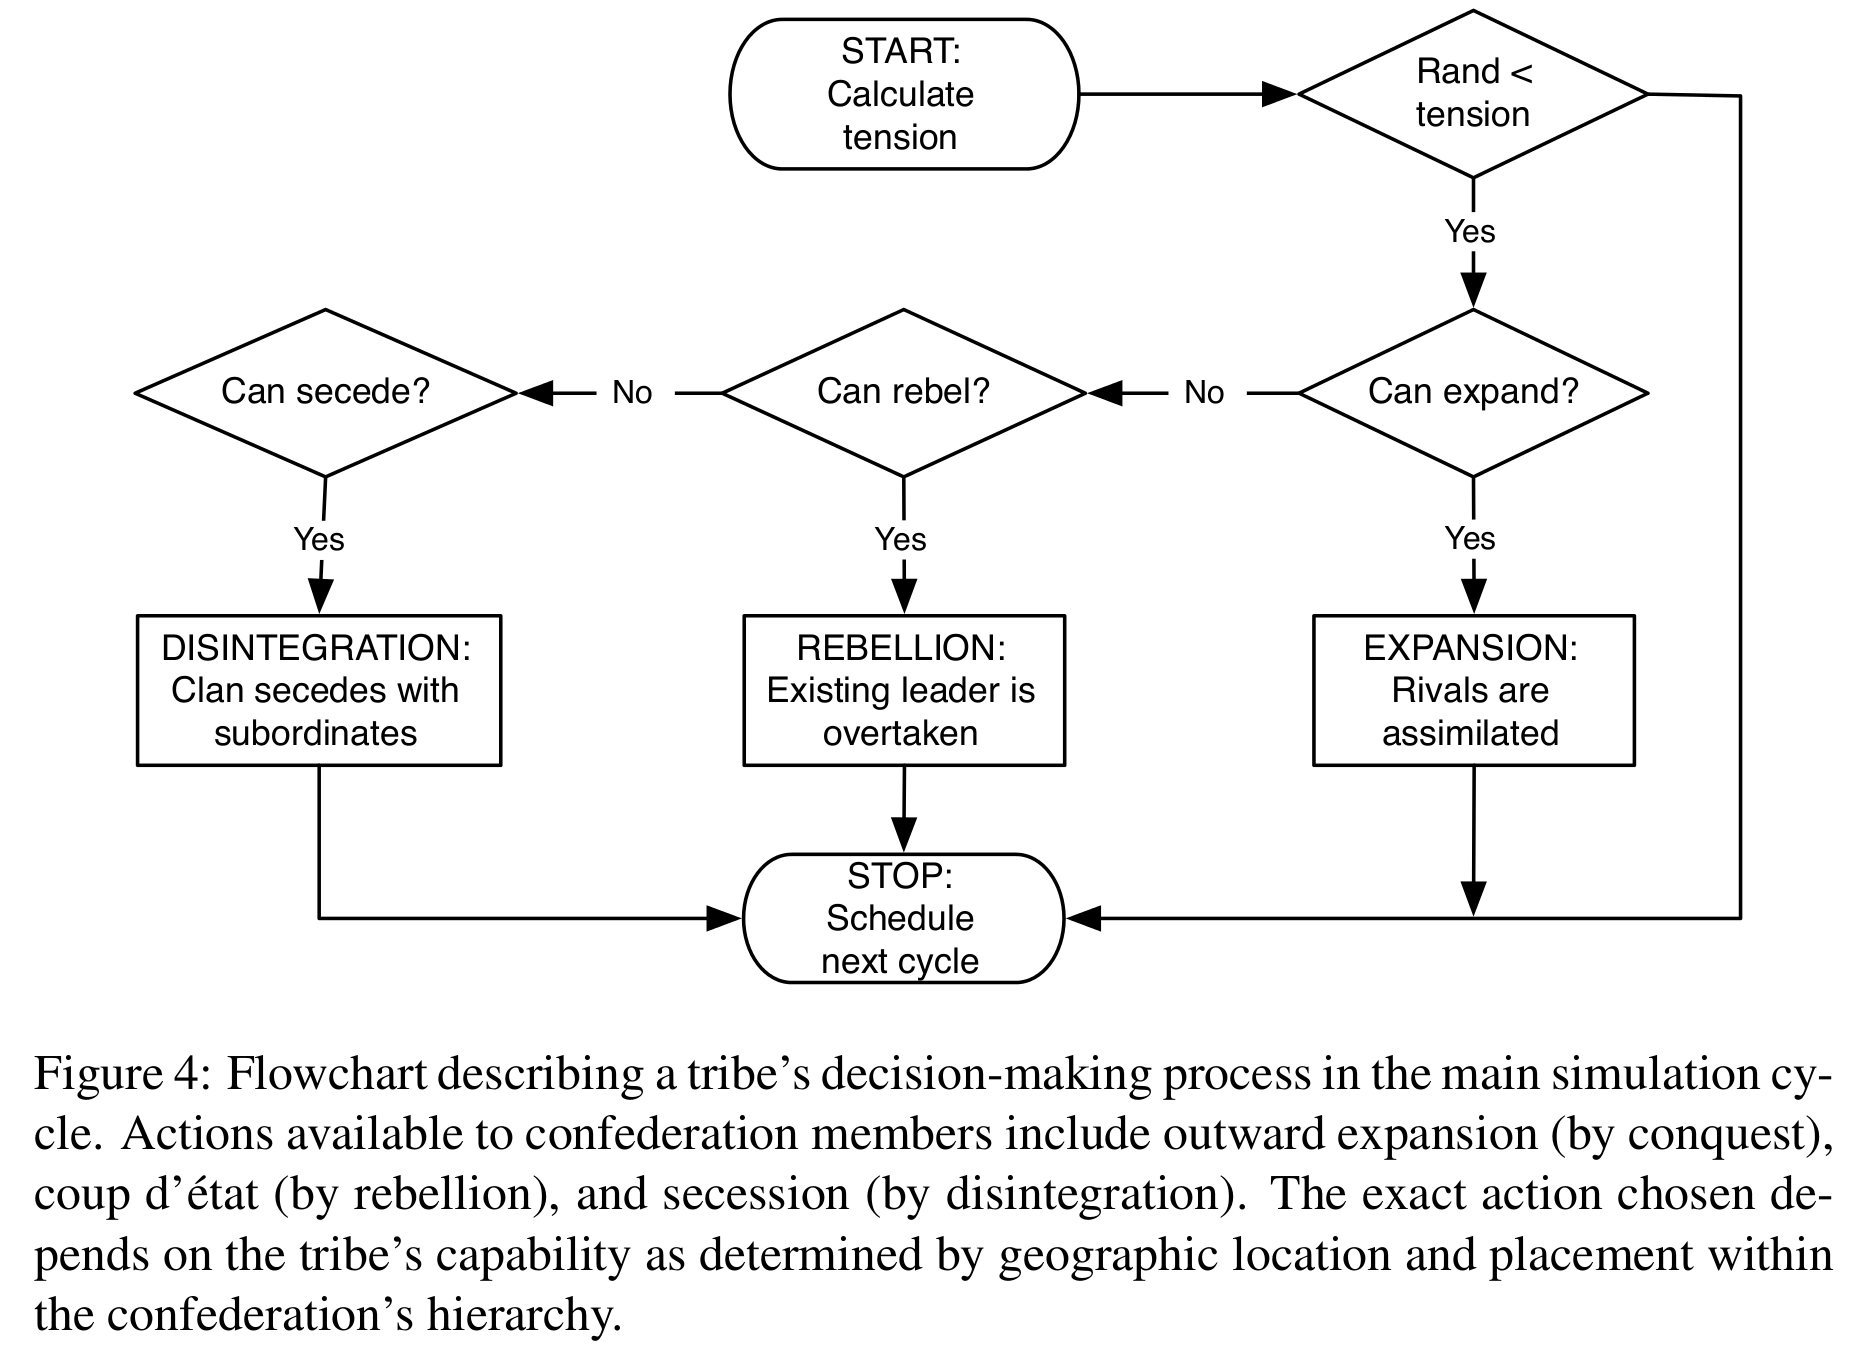 START:
Calculate
tension
Rand <
tension
Yes
Can secede?
No
Can rebel?
No
Can expand?
Yes
Yes
Yes
DISINTEGRATION:
Clan secedes with
subordinates
REBELLION:
Existing leader is
overtaken
EXPANSION:
Rivals are
assimilated
STOP:
Schedule
next cycle
Figure 4: Flowchart describing a tribe’s decision-making process in the main simulation cy-
cle. Actions available to confederation members include outward expansion (by conquest),
coup d’état (by rebellion), and secession (by disintegration). The exact action chosen de-
pends on the tribe’s capability as determined by geographic location and placement within
the confederation’s hierarchy.